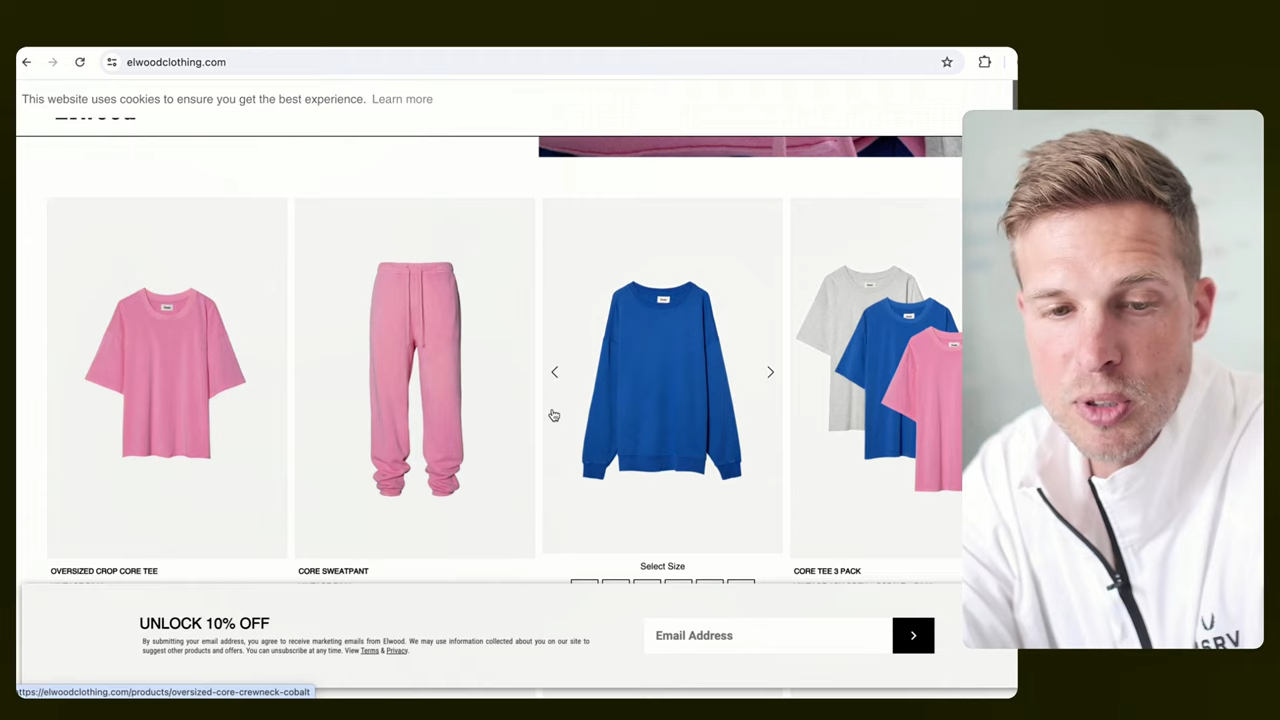 elwoodclothing.com
This website uses cookies to ensure you get the best experience. Learn more
OVERSIZED CROP CORE TEE
CORE SWEATPANT
Select Size
CORE TEE 3 PACK
UNLOCK 10% OFF
By submitting your email address, you agree to receive marketing emails from Elwood. We may use information collected about you on our site to
suggest other products and offers. You can unsubscribe at any time. View Terms & Privacy.
Email Address
https://elwoodclothing.com/products/oversized-core-crewneck-cobalt